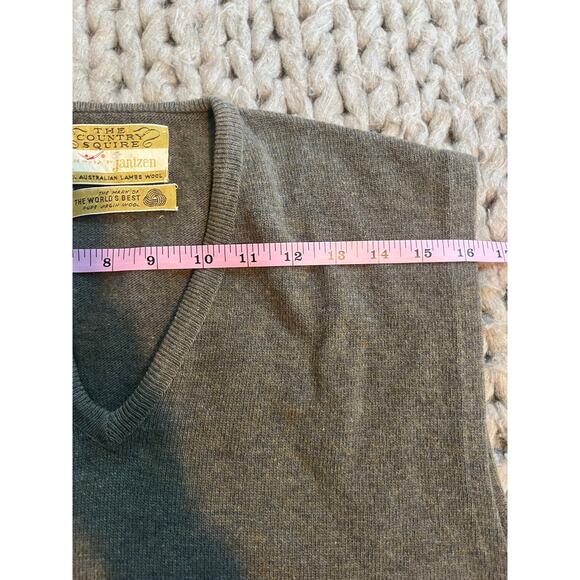 THE
COUNTRY
SQUIRE
jantzen
AUSTRALIAN LAMBS WOOL
THE MARK OF
THE WORLD'S BEST
PURE VIRGIN WOOL
8 9 10 11 12 13 14 15 16